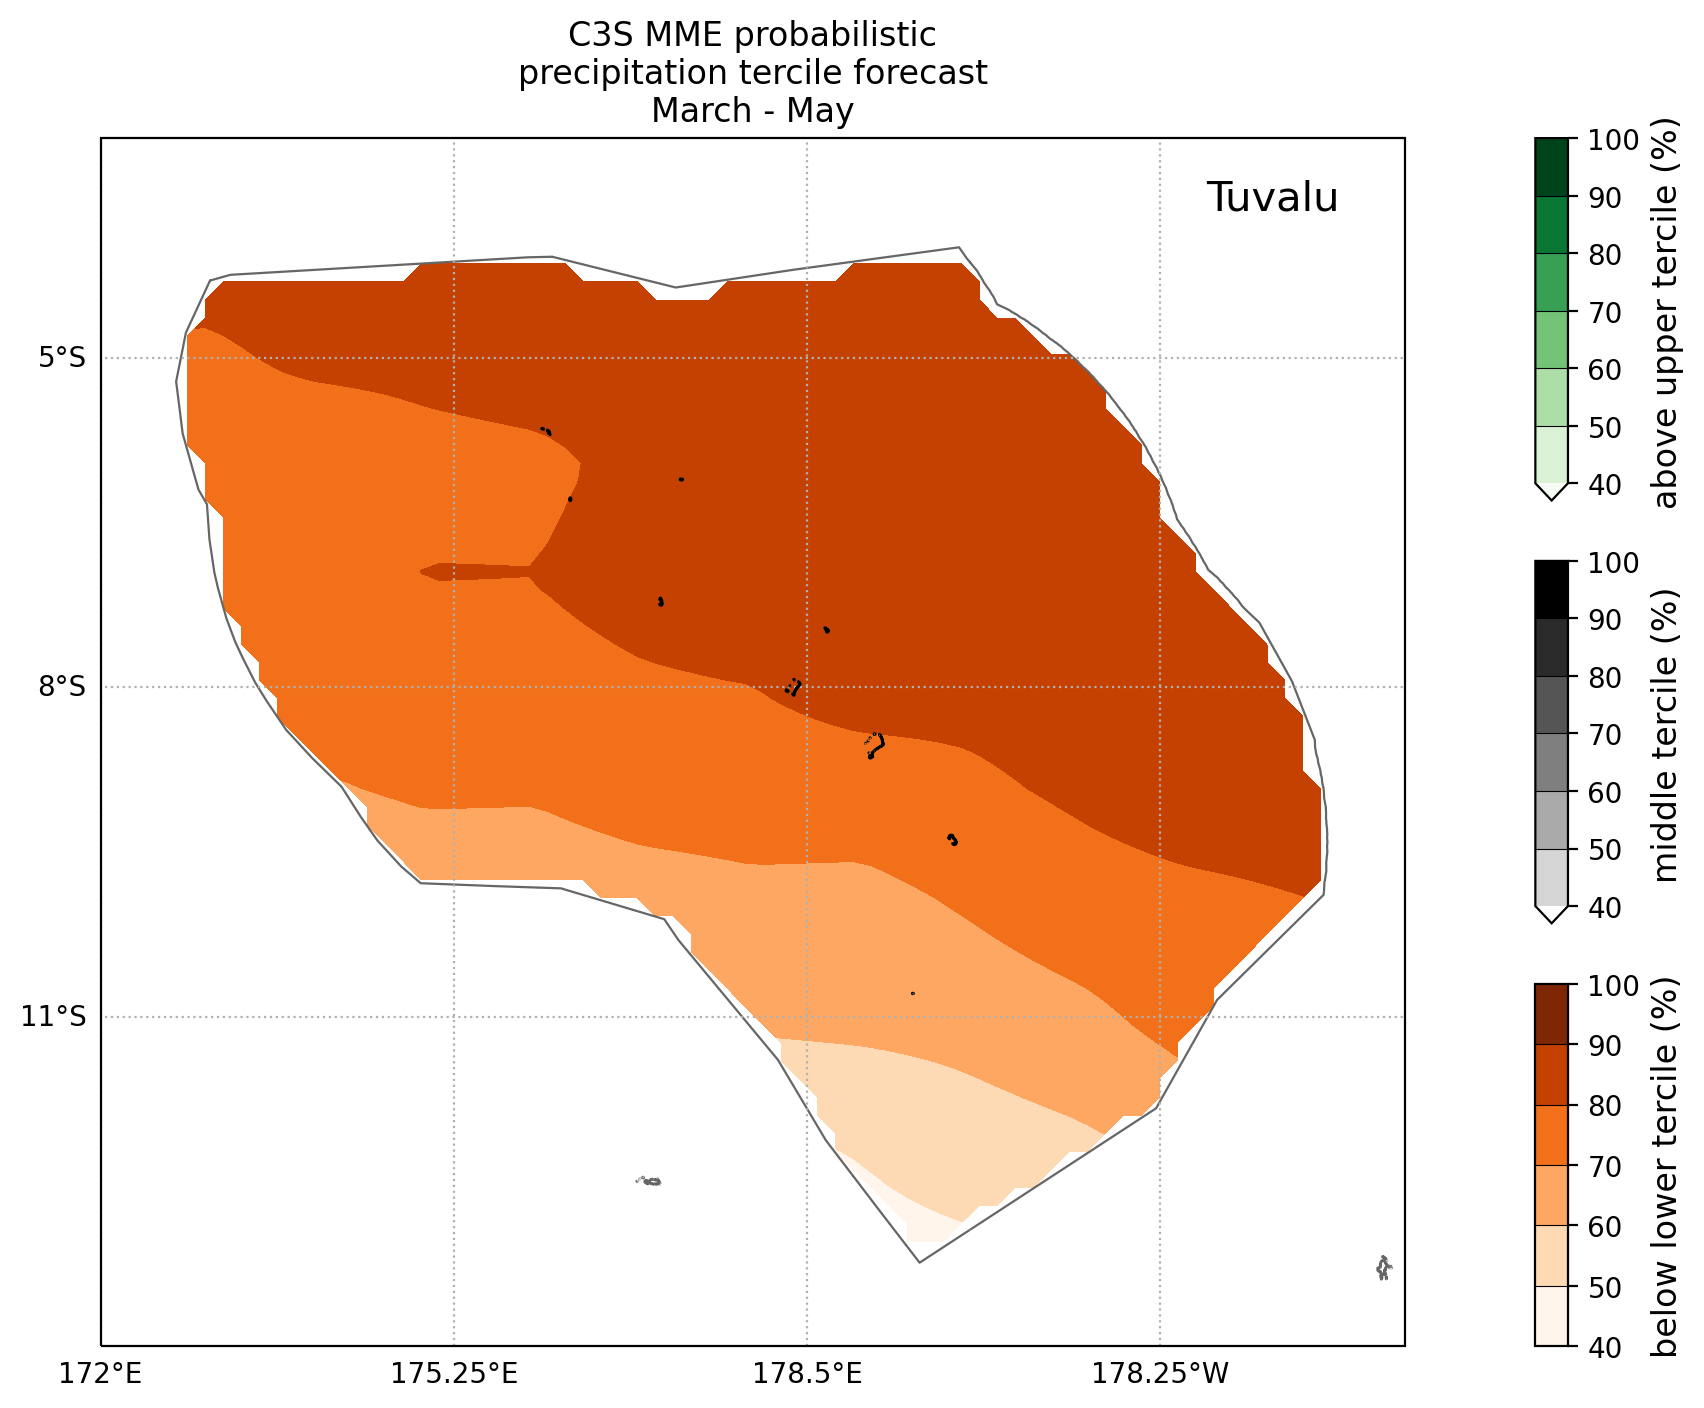 C3S MME probabilistic
precipitation tercile forecast
March - May
Tuvalu
5°S
8°S
11°S
172°E
175.25°E
178.5°E
178.25°W
100
90
80
70
60
50
40
above upper tercile (%)
100
90
80
70
60
50
40
middle tercile (%)
100
90
80
70
60
50
40
below lower tercile (%)